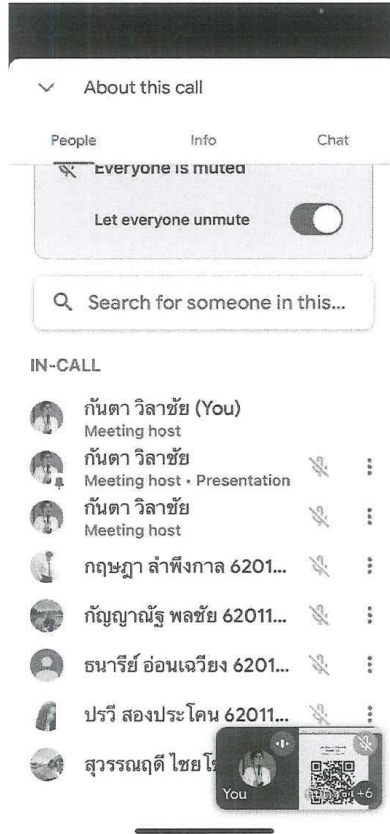 About this call
People Info Chat
Everyone is muted
Let everyone unmute
Search for someone in this...
IN-CALL
กันตา วิลาชัย (You)
Meeting host
กันตา วิลาชัย
Meeting host • Presentation
กันตา วิลาชัย
Meeting host
กฤษฎา ลำพึงกาล 6201...
กัญญาณัฐ พลชัย 62011...
ธนารีย์ อ่อนเฉวียง 6201...
ปรวี สองประโคน 62011...
สุวรรณฤดี ไชยโย
You +6